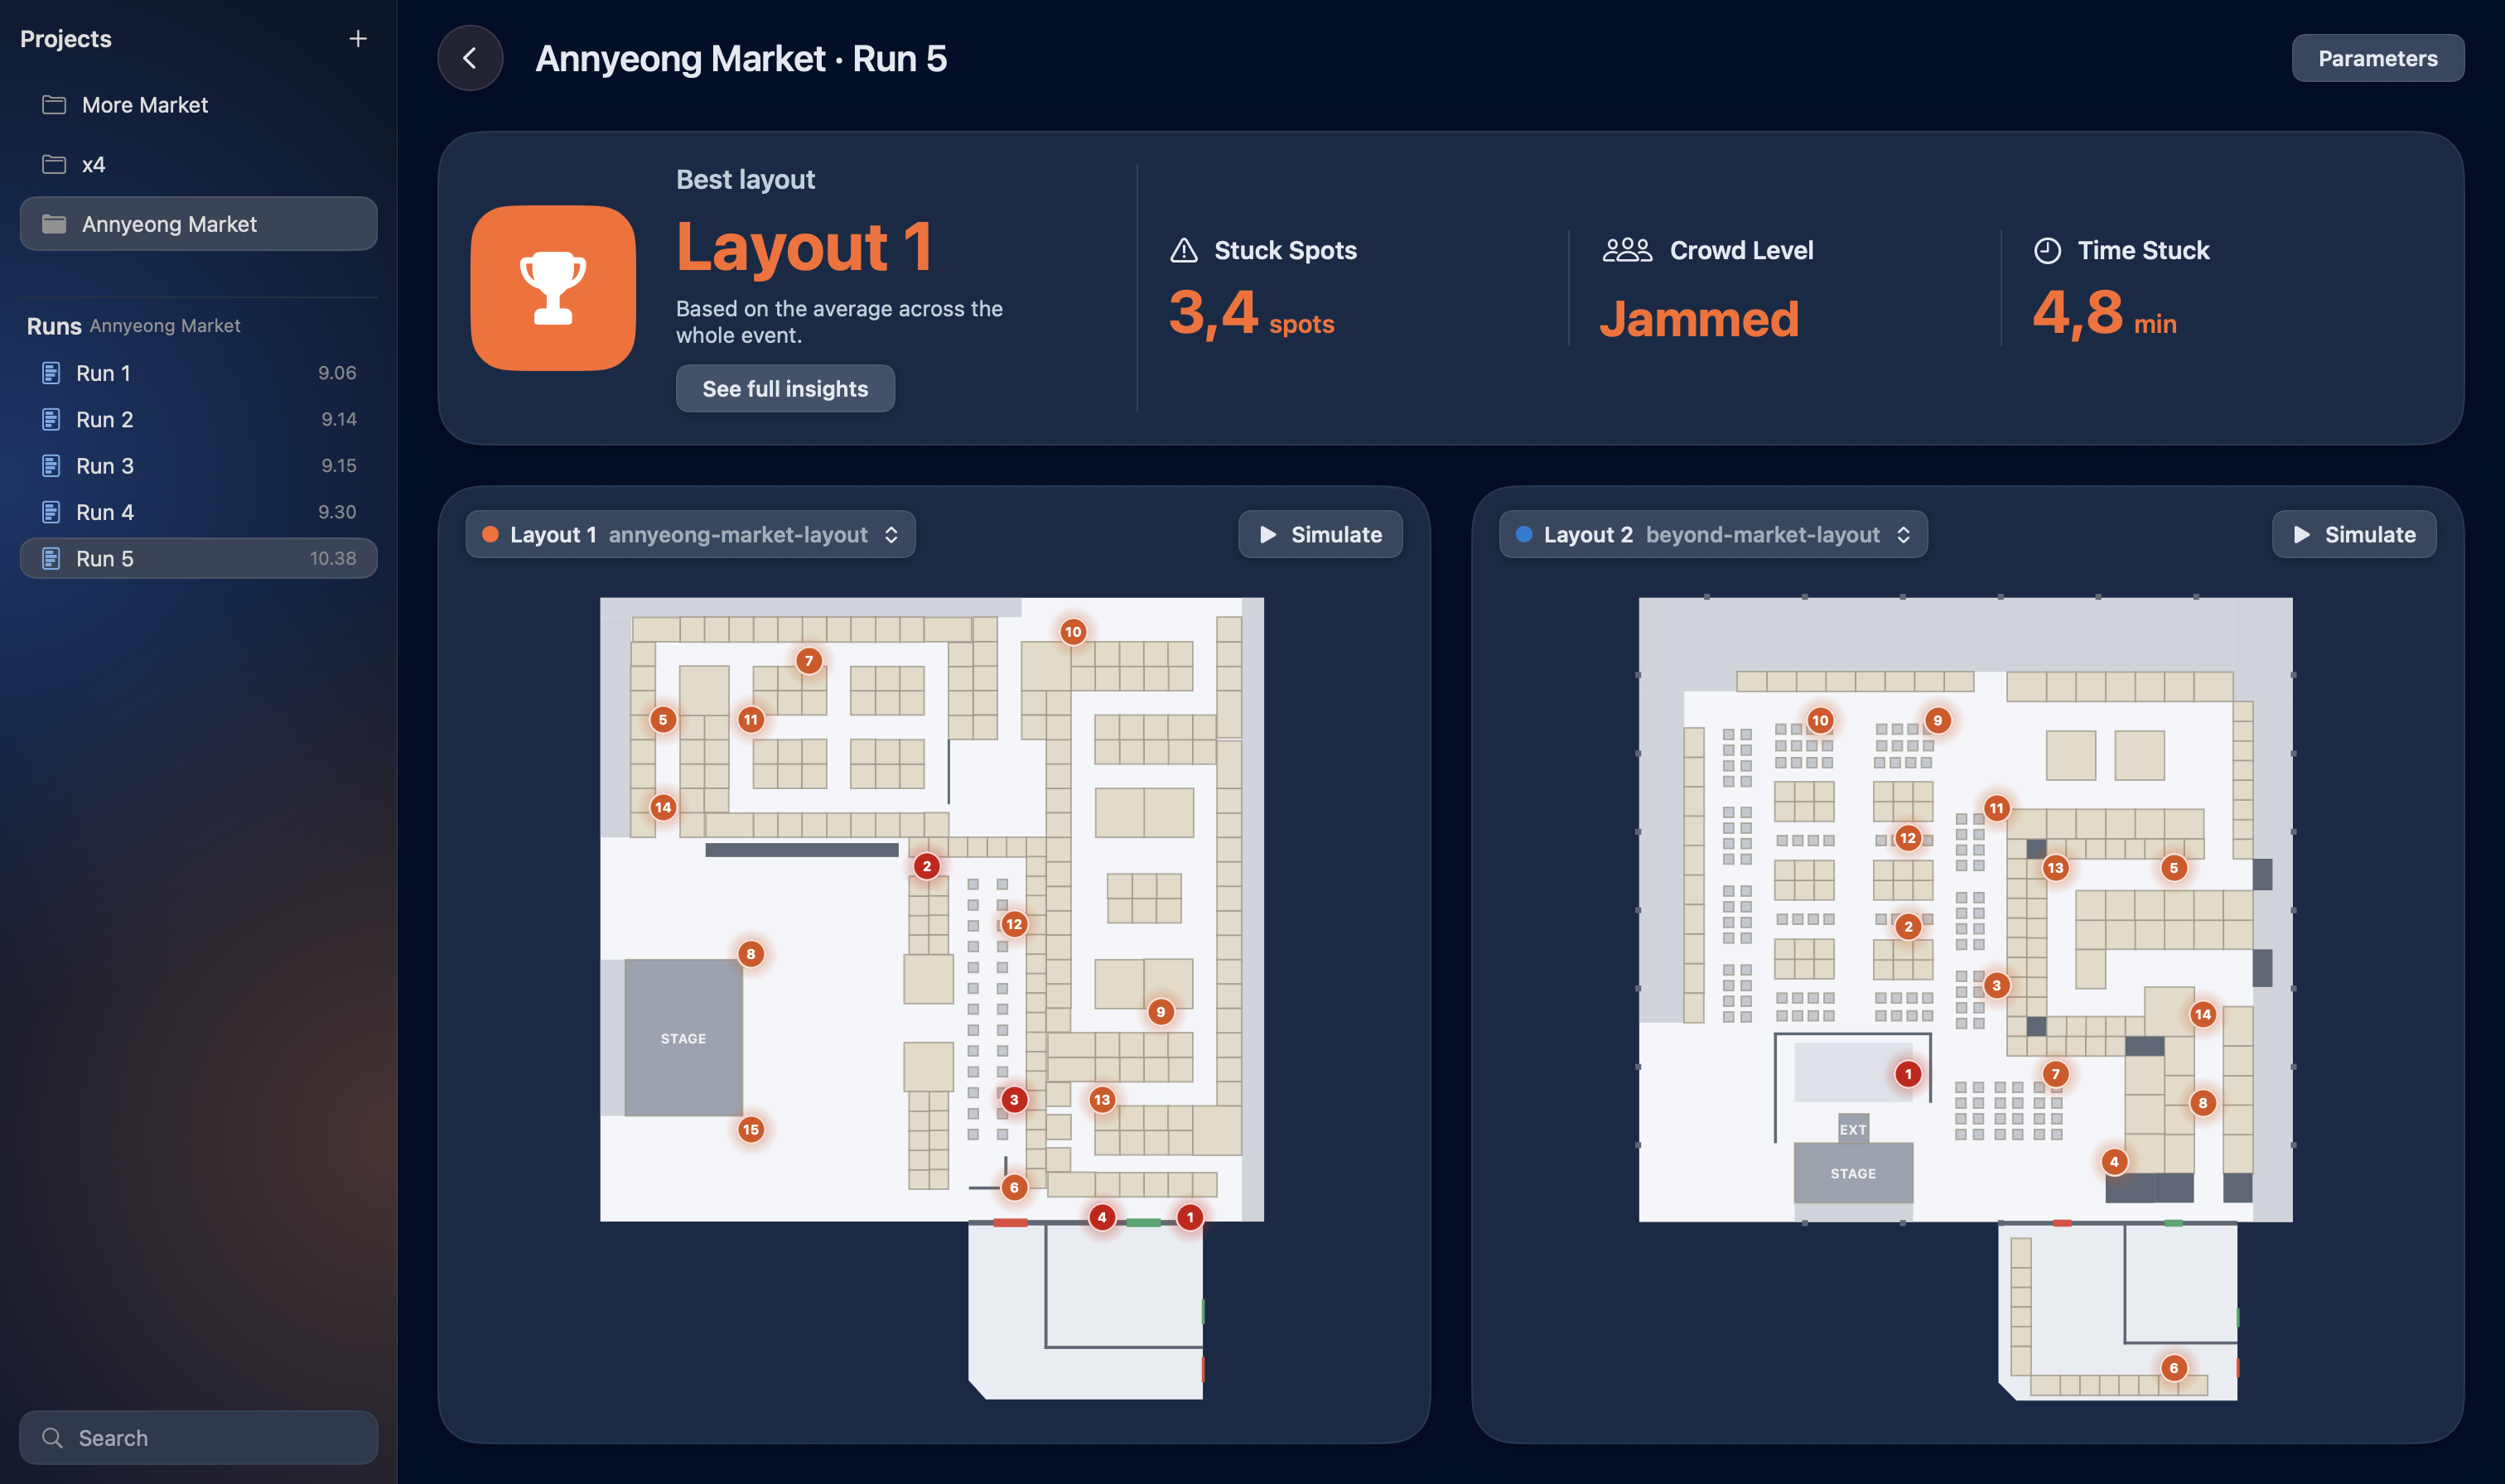 Projects
More Market
x4
Annyeong Market
Runs Annyeong Market
Run 1 9.06
Run 2 9.14
Run 3 9.15
Run 4 9.30
Run 5 10.38
Search
Annyeong Market · Run 5
Parameters
Best layout
Layout 1
Based on the average across the
whole event.
See full insights
Stuck Spots
3,4 spots
Crowd Level
Jammed
Time Stuck
4,8 min
Layout 1 annyeong-market-layout
Simulate
10
7
5
11
14
2
12
8
9
STAGE
3
13
15
6
4
1
Layout 2 beyond-market-layout
Simulate
10
9
11
12
13
5
2
3
14
1
7
8
EXT
4
STAGE
6